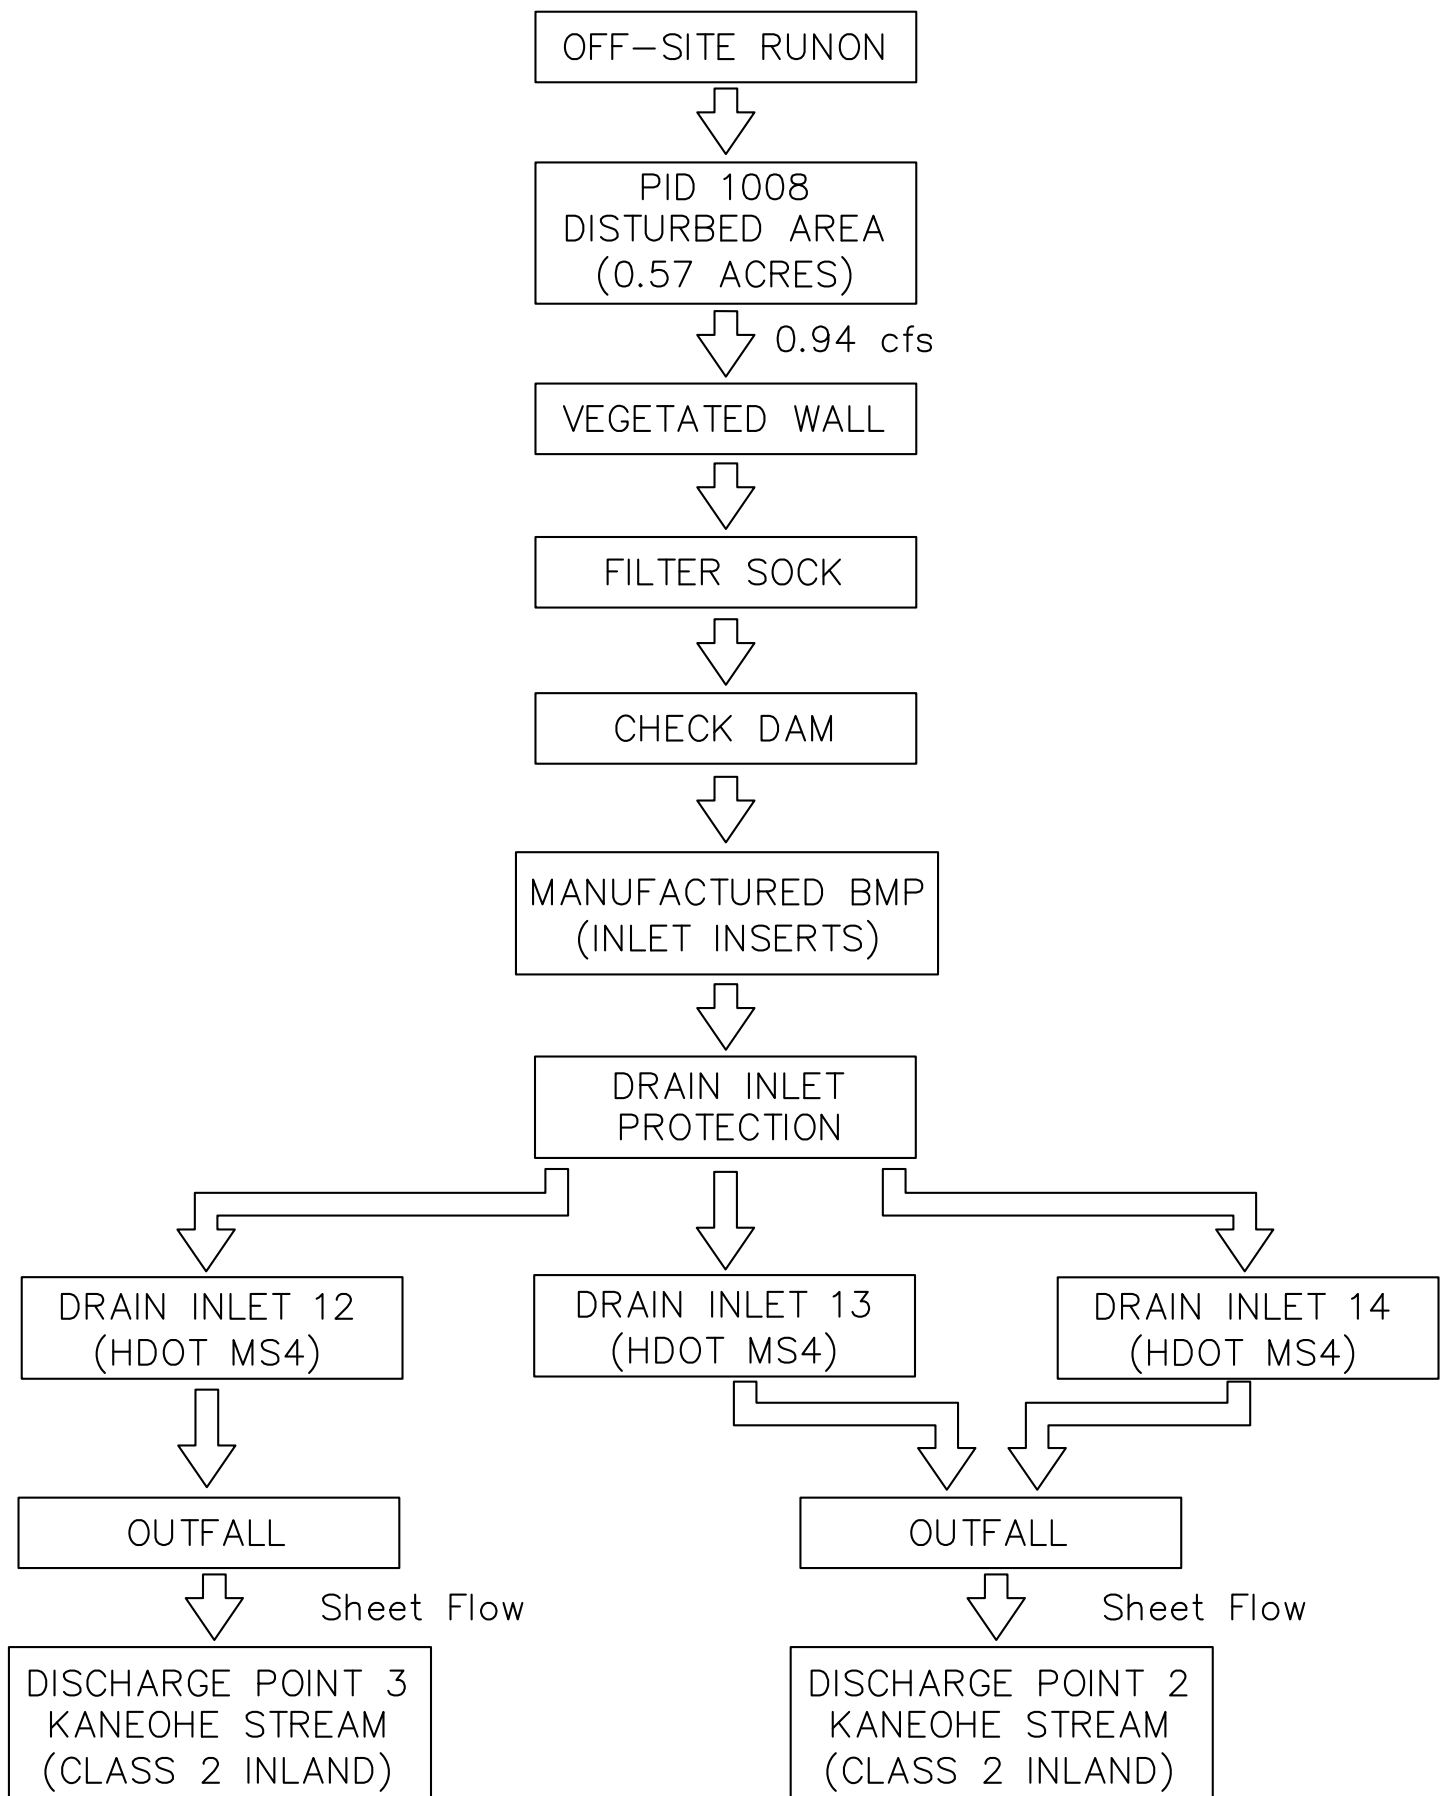 OFF-SITE RUNON
PID 1008
DISTURBED AREA
(0.57 ACRES)
0.94 cfs
VEGETATED WALL
FILTER SOCK
CHECK DAM
MANUFACTURED BMP
(INLET INSERTS)
DRAIN INLET
PROTECTION
DRAIN INLET 12
(HDOT MS4)
DRAIN INLET 13
(HDOT MS4)
DRAIN INLET 14
(HDOT MS4)
OUTFALL
OUTFALL
Sheet Flow
Sheet Flow
DISCHARGE POINT 3
KANEOHE STREAM
(CLASS 2 INLAND)
DISCHARGE POINT 2
KANEOHE STREAM
(CLASS 2 INLAND)